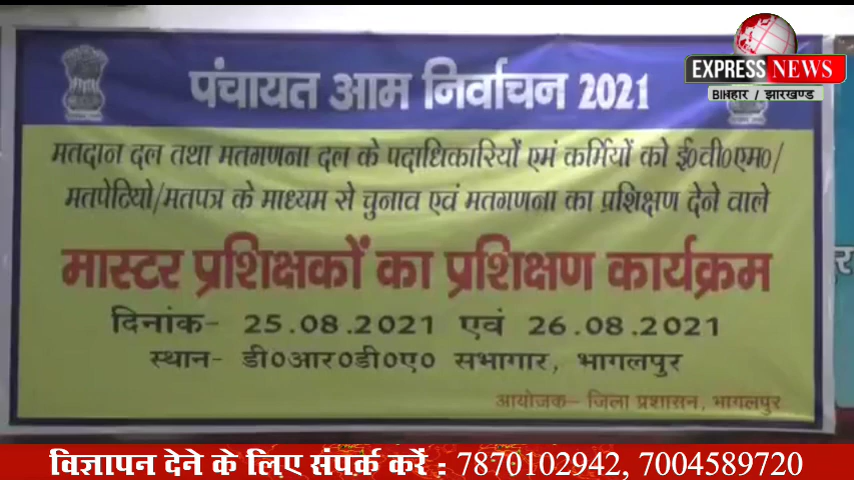 EXPRESS NEWS
बिहार / झारखण्ड
पंचायत आम निर्वाचन 2021
मतदान दल तथा मतगणना दल के पदाधिकारियों एमं कर्मियों को ई०वी०एम०/
मतपेटियो/मतपत्र के माध्यम से चुनाव एवं मतगणना का प्रशिक्षण देने वाले
मास्टर प्रशिक्षकों का प्रशिक्षण कार्यक्रम
दिनांक- 25.08.2021 एवं 26.08.2021
स्थान- डी०आर०डी०ए० सभागार, भागलपुर
आयोजक- जिला प्रशासन, भागलपुर
विज्ञापन देने के लिए संपर्क करें : 7870102942, 7004589720